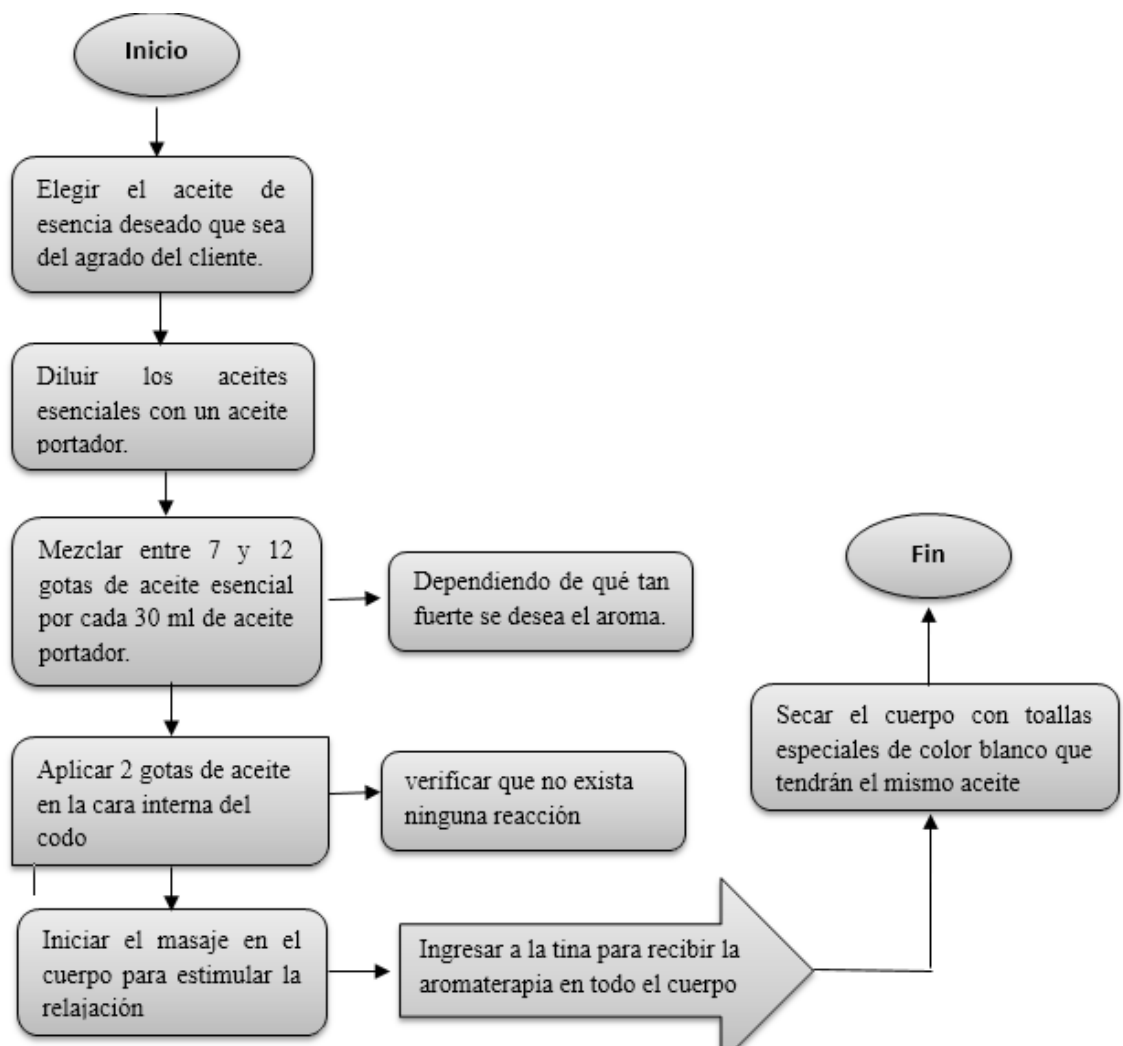 Inicio
Elegir el aceite de
esencia deseado que sea
del agrado del cliente.
Diluir los aceites
esenciales con un aceite
portador.
Mezclar entre 7 y 12
gotas de aceite esencial
por cada 30 ml de aceite
portador.
Dependiendo de qué tan
fuerte se desea el aroma.
Aplicar 2 gotas de aceite
en la cara interna del
codo
verificar que no exista
ninguna reacción
Iniciar el masaje en el
cuerpo para estimular la
relajación
Ingresar a la tina para recibir la
aromaterapia en todo el cuerpo
Secar el cuerpo con toallas
especiales de color blanco que
tendrán el mismo aceite
Fin